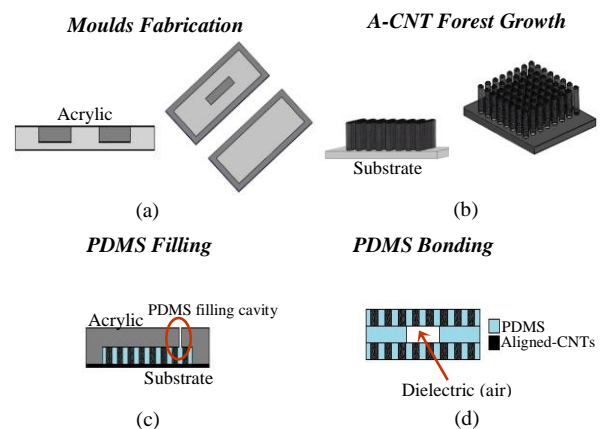 Moulds Fabrication
A-CNT Forest Growth
Acrylic
Substrate
(a)
(b)
PDMS Filling
PDMS Bonding
Acrylic
PDMS filling cavity
Substrate
PDMS
Aligned-CNTs
Dielectric (air)
(c)
(d)